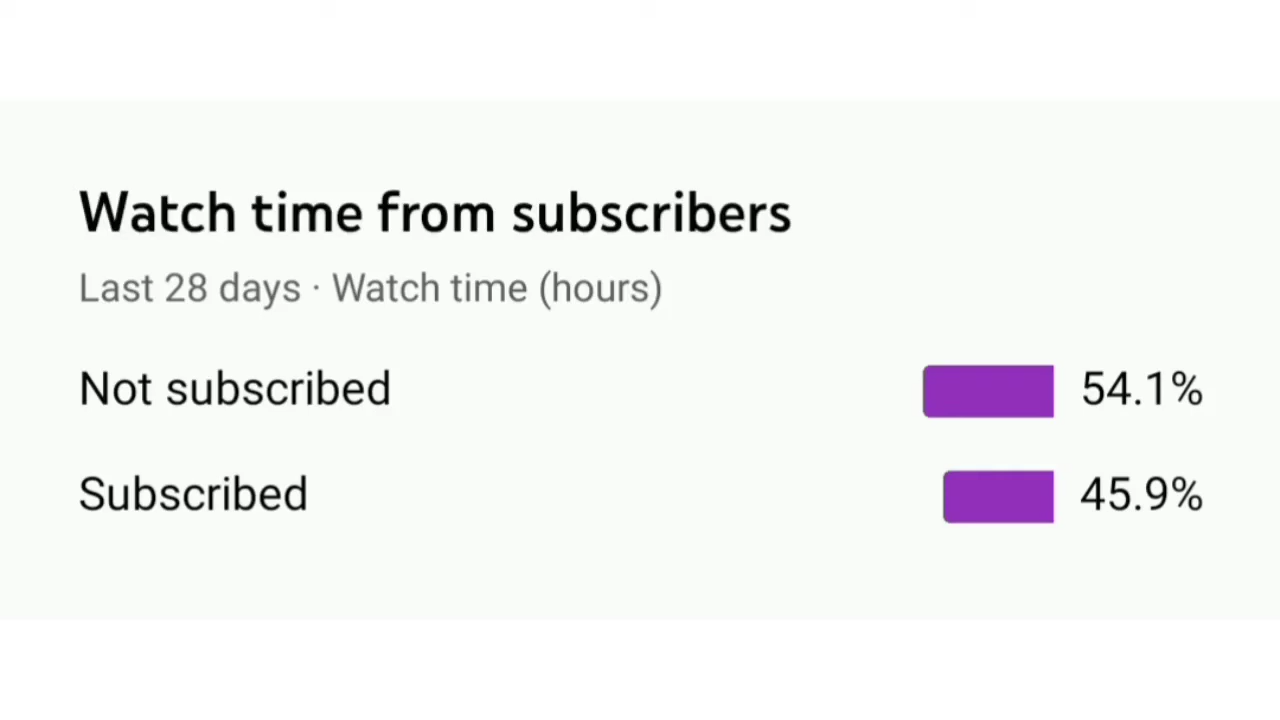 Watch time from subscribers
Last 28 days · Watch time (hours)
Not subscribed 54.1%
Subscribed 45.9%